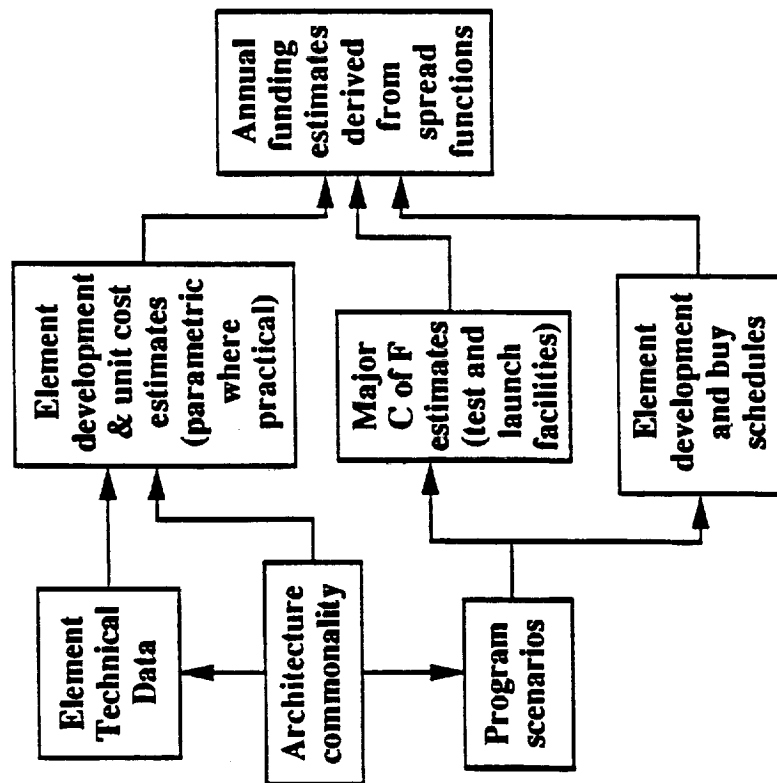 Element
Technical
Data
Architecture
commonality
Program
scenarios
Element
development
& unit cost
estimates
(parametric
where
practical)
Major
C of F
estimates
(test and
launch
facilities)
Element
development
and buy
schedules
Annual
funding
estimates
derived
from
spread
functions